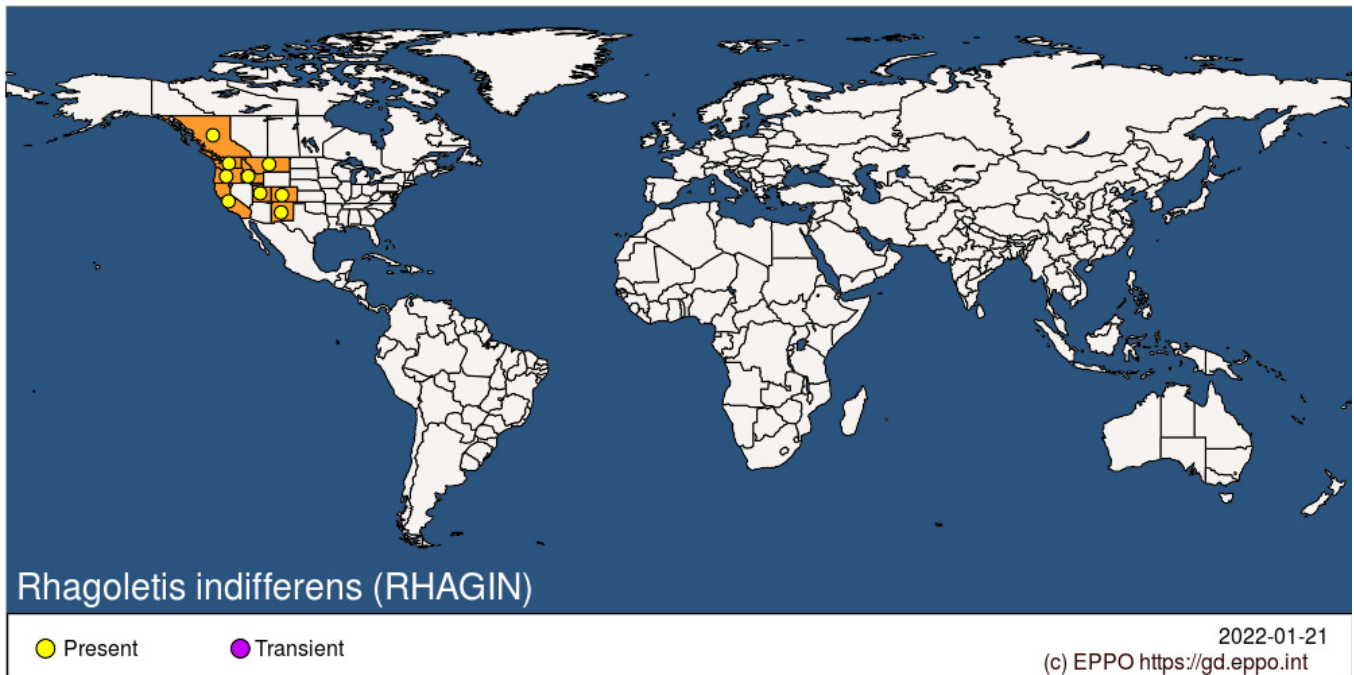 Rhagoletis indifferens (RHAGIN)
Present
Transient
2022-01-21
(c) EPPO https://gd.eppo.int